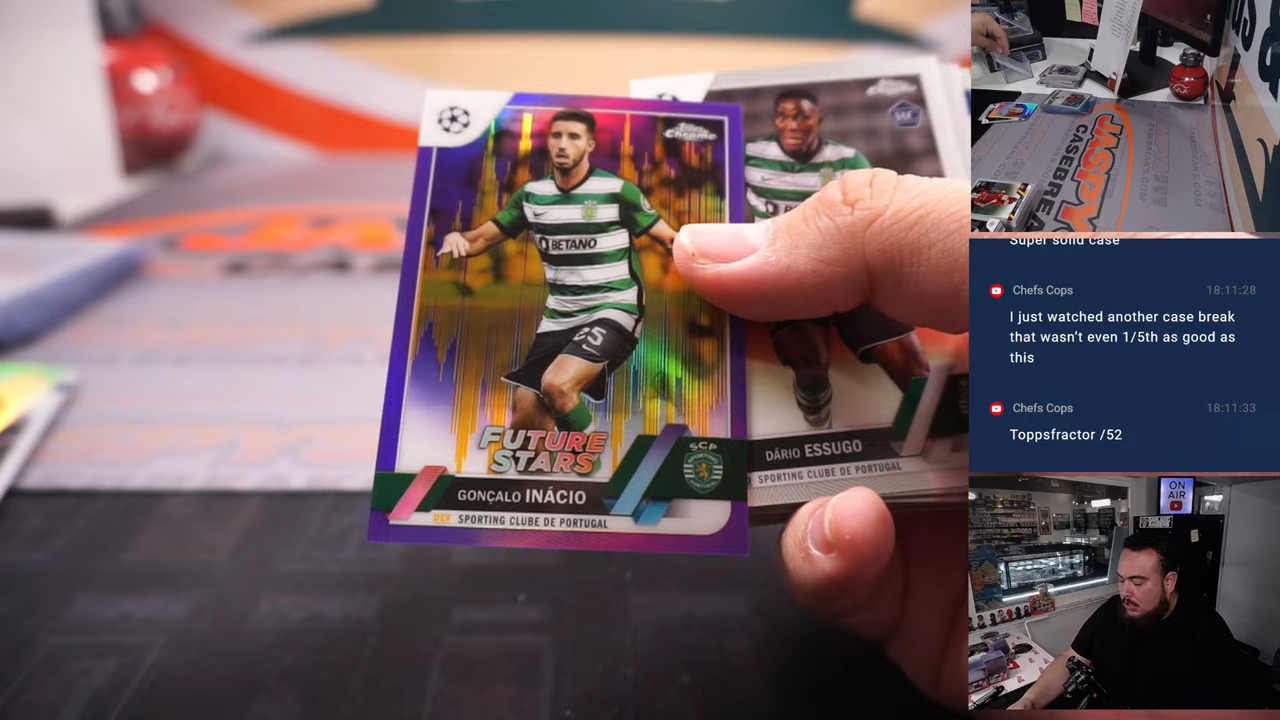 Topps
Chrome
BETANO
25
FUTURE
STARS
SCP
GONÇALO INÁCIO
DEF SPORTING CLUBE DE PORTUGAL
Chrome
DÁRIO ESSUGO
SPORTING CLUBE DE PORTUGAL
JASPY
CASEBREA
Super solid case
Chefs Cops 18:11:28
I just watched another case break
that wasn't even 1/5th as good as
this
Chefs Cops 18:11:33
Toppsfractor /52
ON
AIR